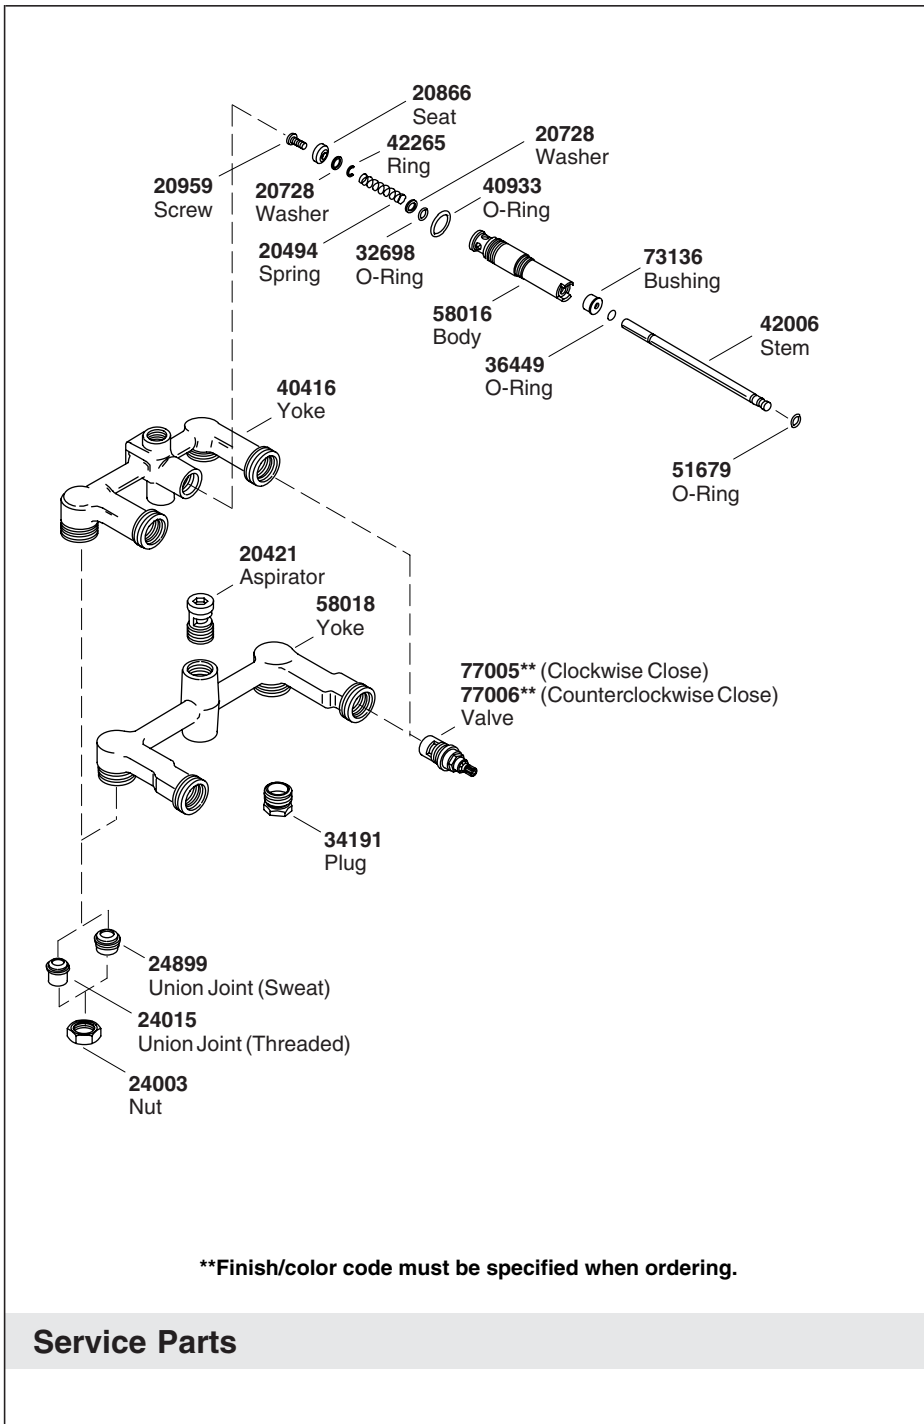 20866
Seat
42265
Ring
20728
Washer
20959
Screw
20728
Washer
40933
O-Ring
20494
Spring
32698
O-Ring
73136
Bushing
58016
Body
42006
Stem
36449
O-Ring
40416
Yoke
51679
O-Ring
20421
Aspirator
58018
Yoke
77005** (Clockwise Close)
77006** (Counterclockwise Close)
Valve
34191
Plug
24899
Union Joint (Sweat)
24015
Union Joint (Threaded)
24003
Nut
**Finish/color code must be specified when ordering.
Service Parts